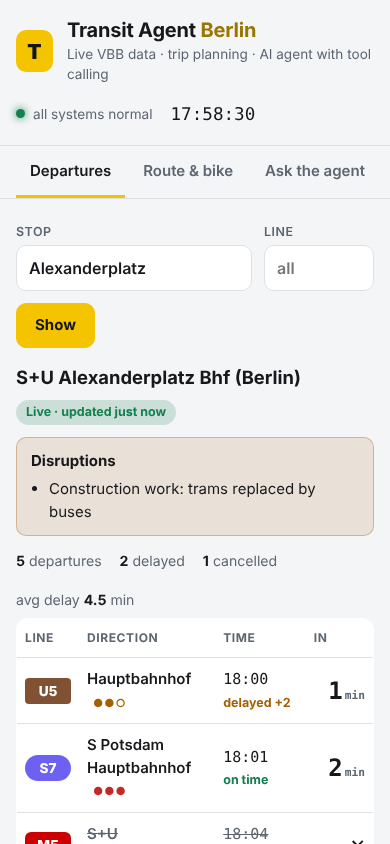 T
Transit Agent Berlin
Live VBB data · trip planning · AI agent with tool
calling
all systems normal 17:58:30
Departures Route & bike Ask the agent
STOP LINE
Alexanderplatz all
Show
S+U Alexanderplatz Bhf (Berlin)
Live · updated just now
Disruptions
• Construction work: trams replaced by
buses
5 departures 2 delayed 1 cancelled
avg delay 4.5 min
LINE DIRECTION TIME IN
U5 Hauptbahnhof 18:00 1 min
delayed +2
S7 S Potsdam
Hauptbahnhof 18:01 2 min
on time
M5 S+U 18:04